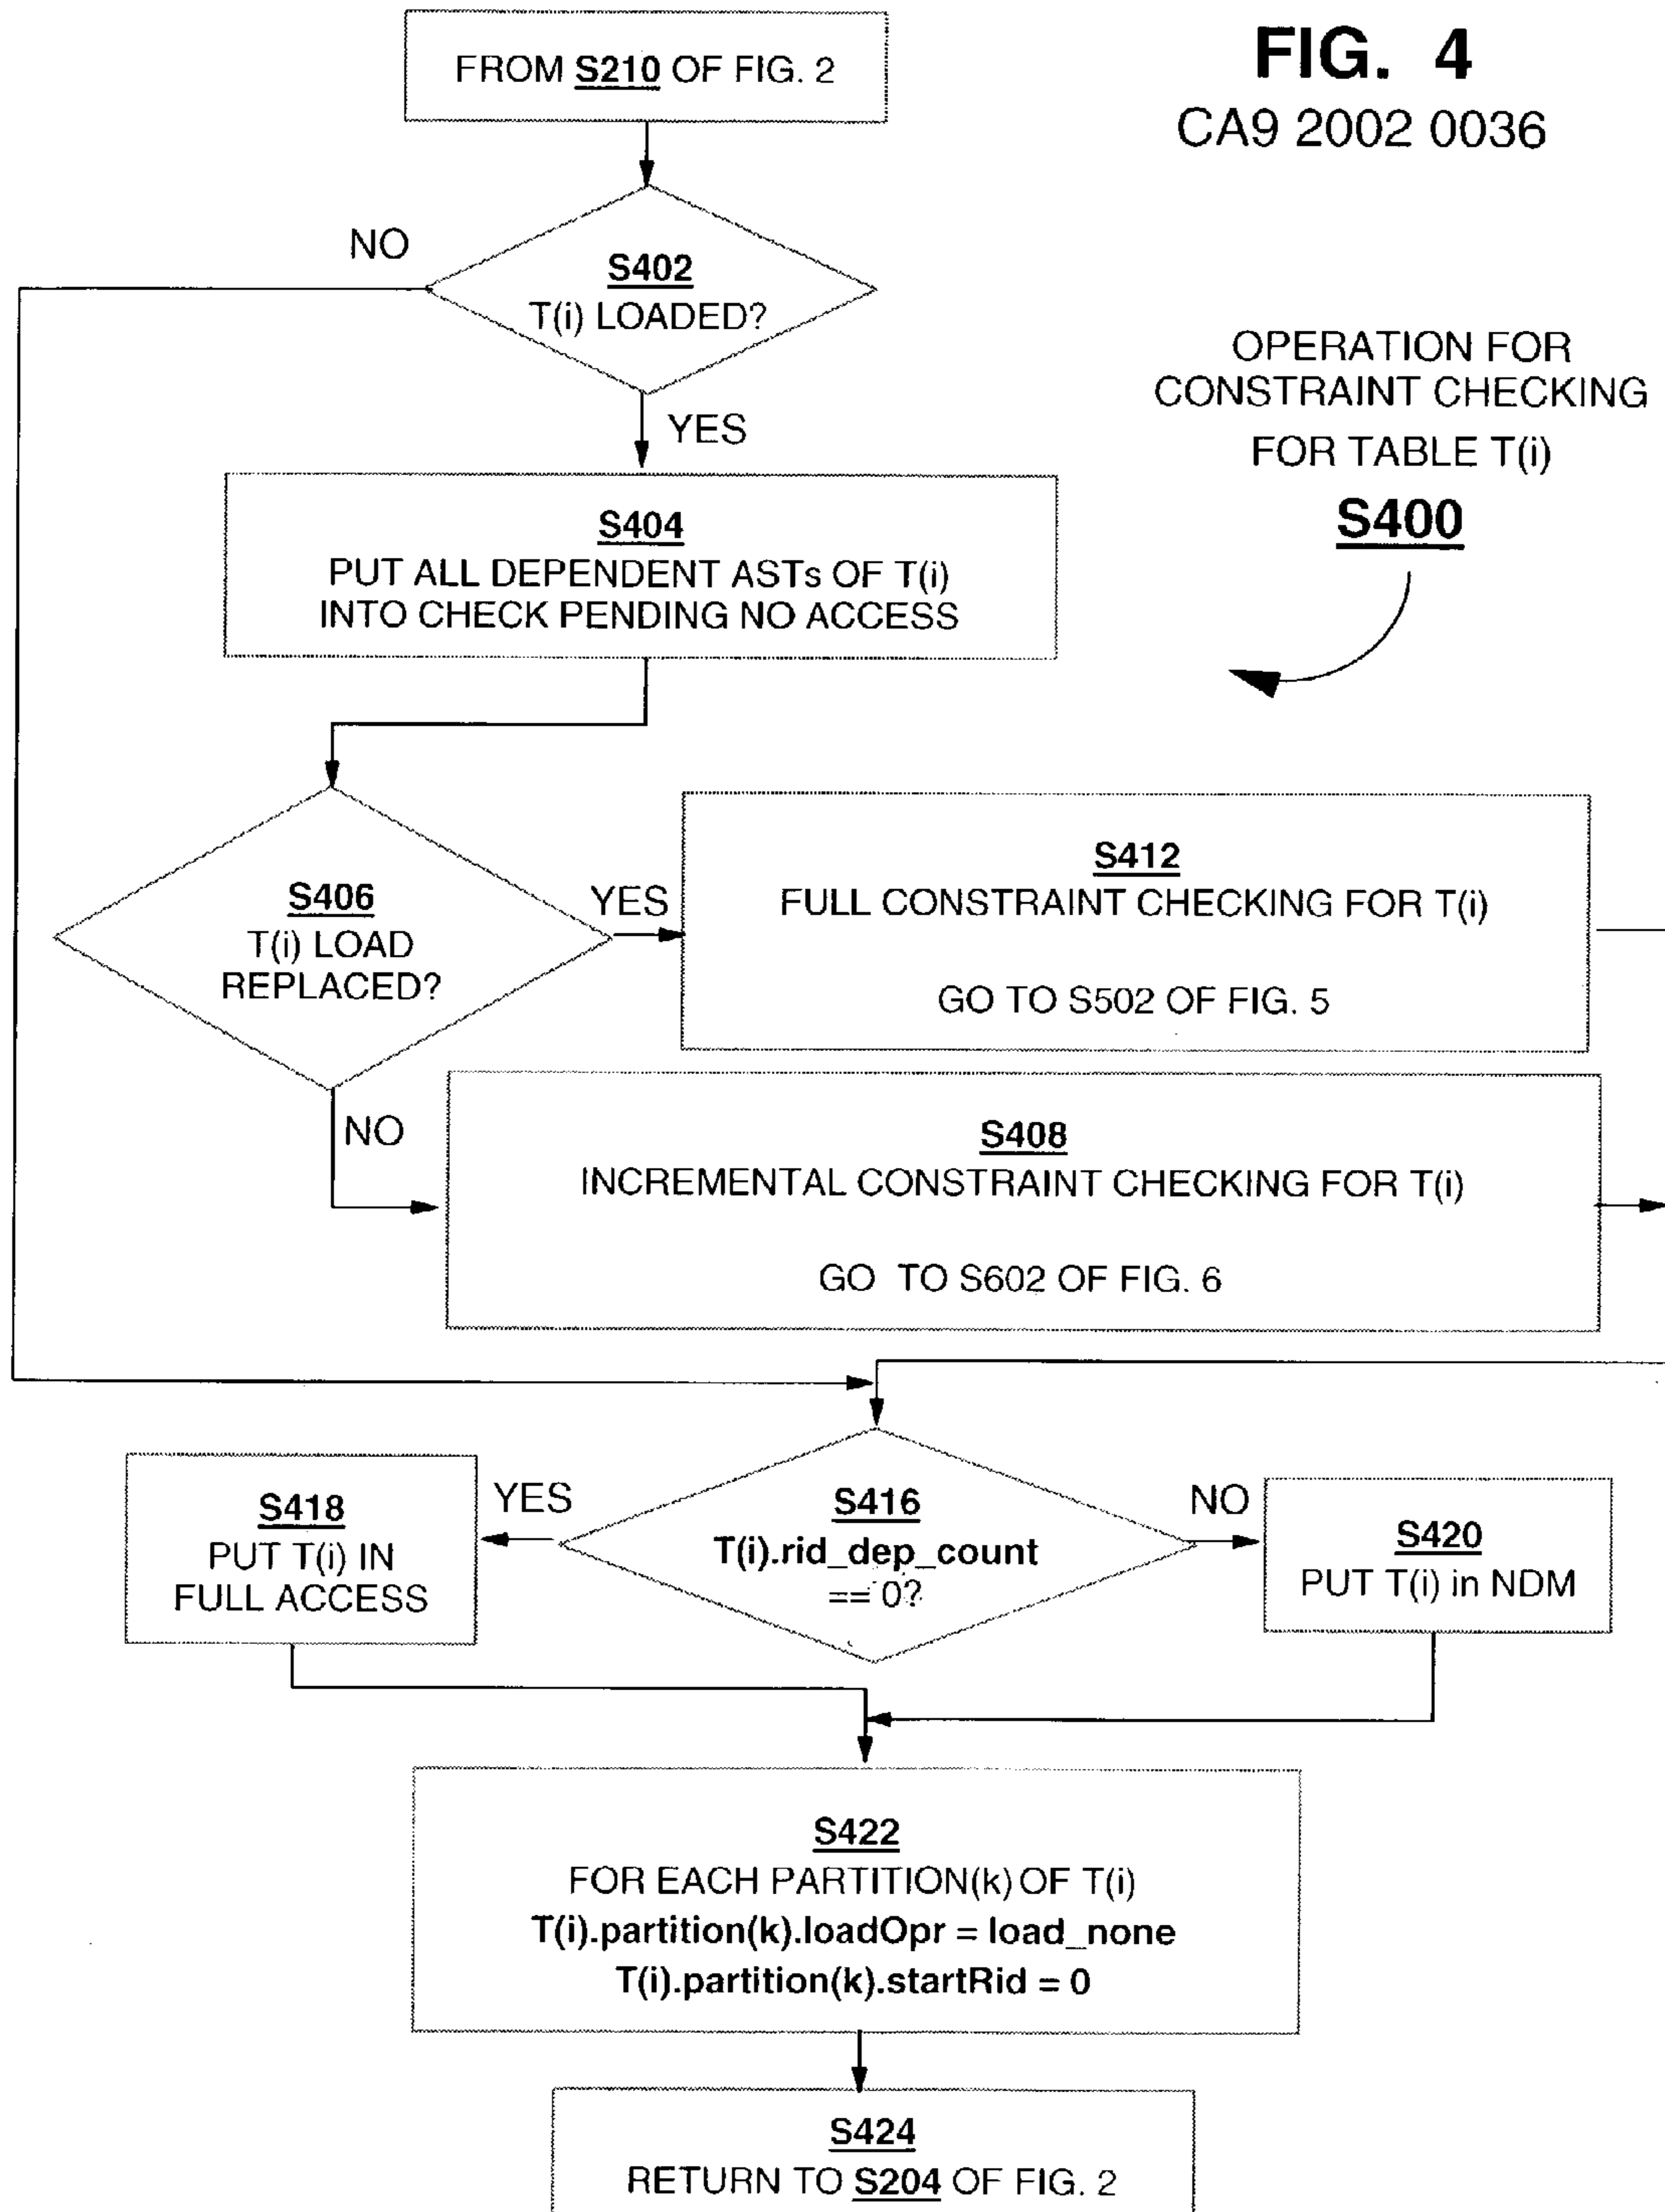 FROM S210 OF FIG. 2
FIG. 4
CA9 2002 0036
NO
S402
T(i) LOADED?
YES
OPERATION FOR
CONSTRAINT CHECKING
FOR TABLE T(i)
S400
S404
PUT ALL DEPENDENT ASTs OF T(i)
INTO CHECK PENDING NO ACCESS
S406
T(i) LOAD
REPLACED?
YES
S412
FULL CONSTRAINT CHECKING FOR T(i)
GO TO S502 OF FIG. 5
NO
S408
INCREMENTAL CONSTRAINT CHECKING FOR T(i)
GO TO S602 OF FIG. 6
S418
PUT T(i) IN
FULL ACCESS
YES
S416
T(i).rid_dep_count
== 0?
NO
S420
PUT T(i) in NDM
S422
FOR EACH PARTITION(k) OF T(i)
T(i).partition(k).loadOpr = load_none
T(i).partition(k).startRid = 0
S424
RETURN TO S204 OF FIG. 2